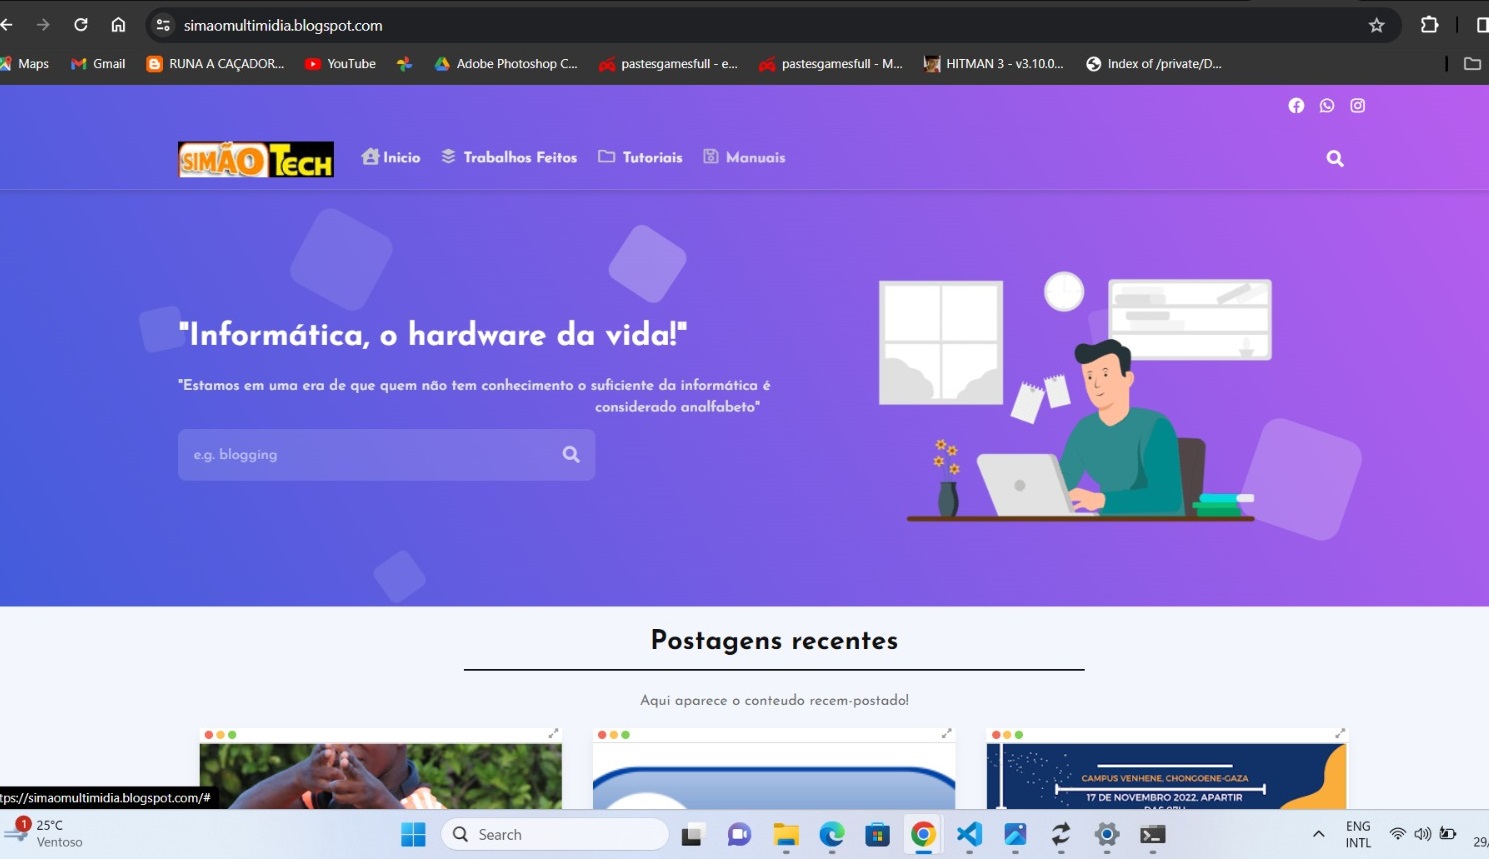 simaomultimidia.blogspot.com
Maps Gmail RUNA A CAÇADOR... YouTube Adobe Photoshop C... pastesgamesfull - e... pastesgamesfull - M... HITMAN 3 - v3.10.0... Index of /private/D...
SIMÃO TECH Inicio Trabalhos Feitos Tutoriais Manuais
"Informática, o hardware da vida!"
"Estamos em uma era de que quem não tem conhecimento o suficiente da informática é
considerado analfabeto"
e.g. blogging
Postagens recentes
Aqui aparece o conteudo recem-postado!
CAMPUS VENHENE, CHONGOENE-GAZA
17 DE NOVEMBRO 2022. APARTIR
DAS 07H
tps://simaomultimidia.blogspot.com/#
1 25°C
Ventoso
Search
ENG
INTL
29/